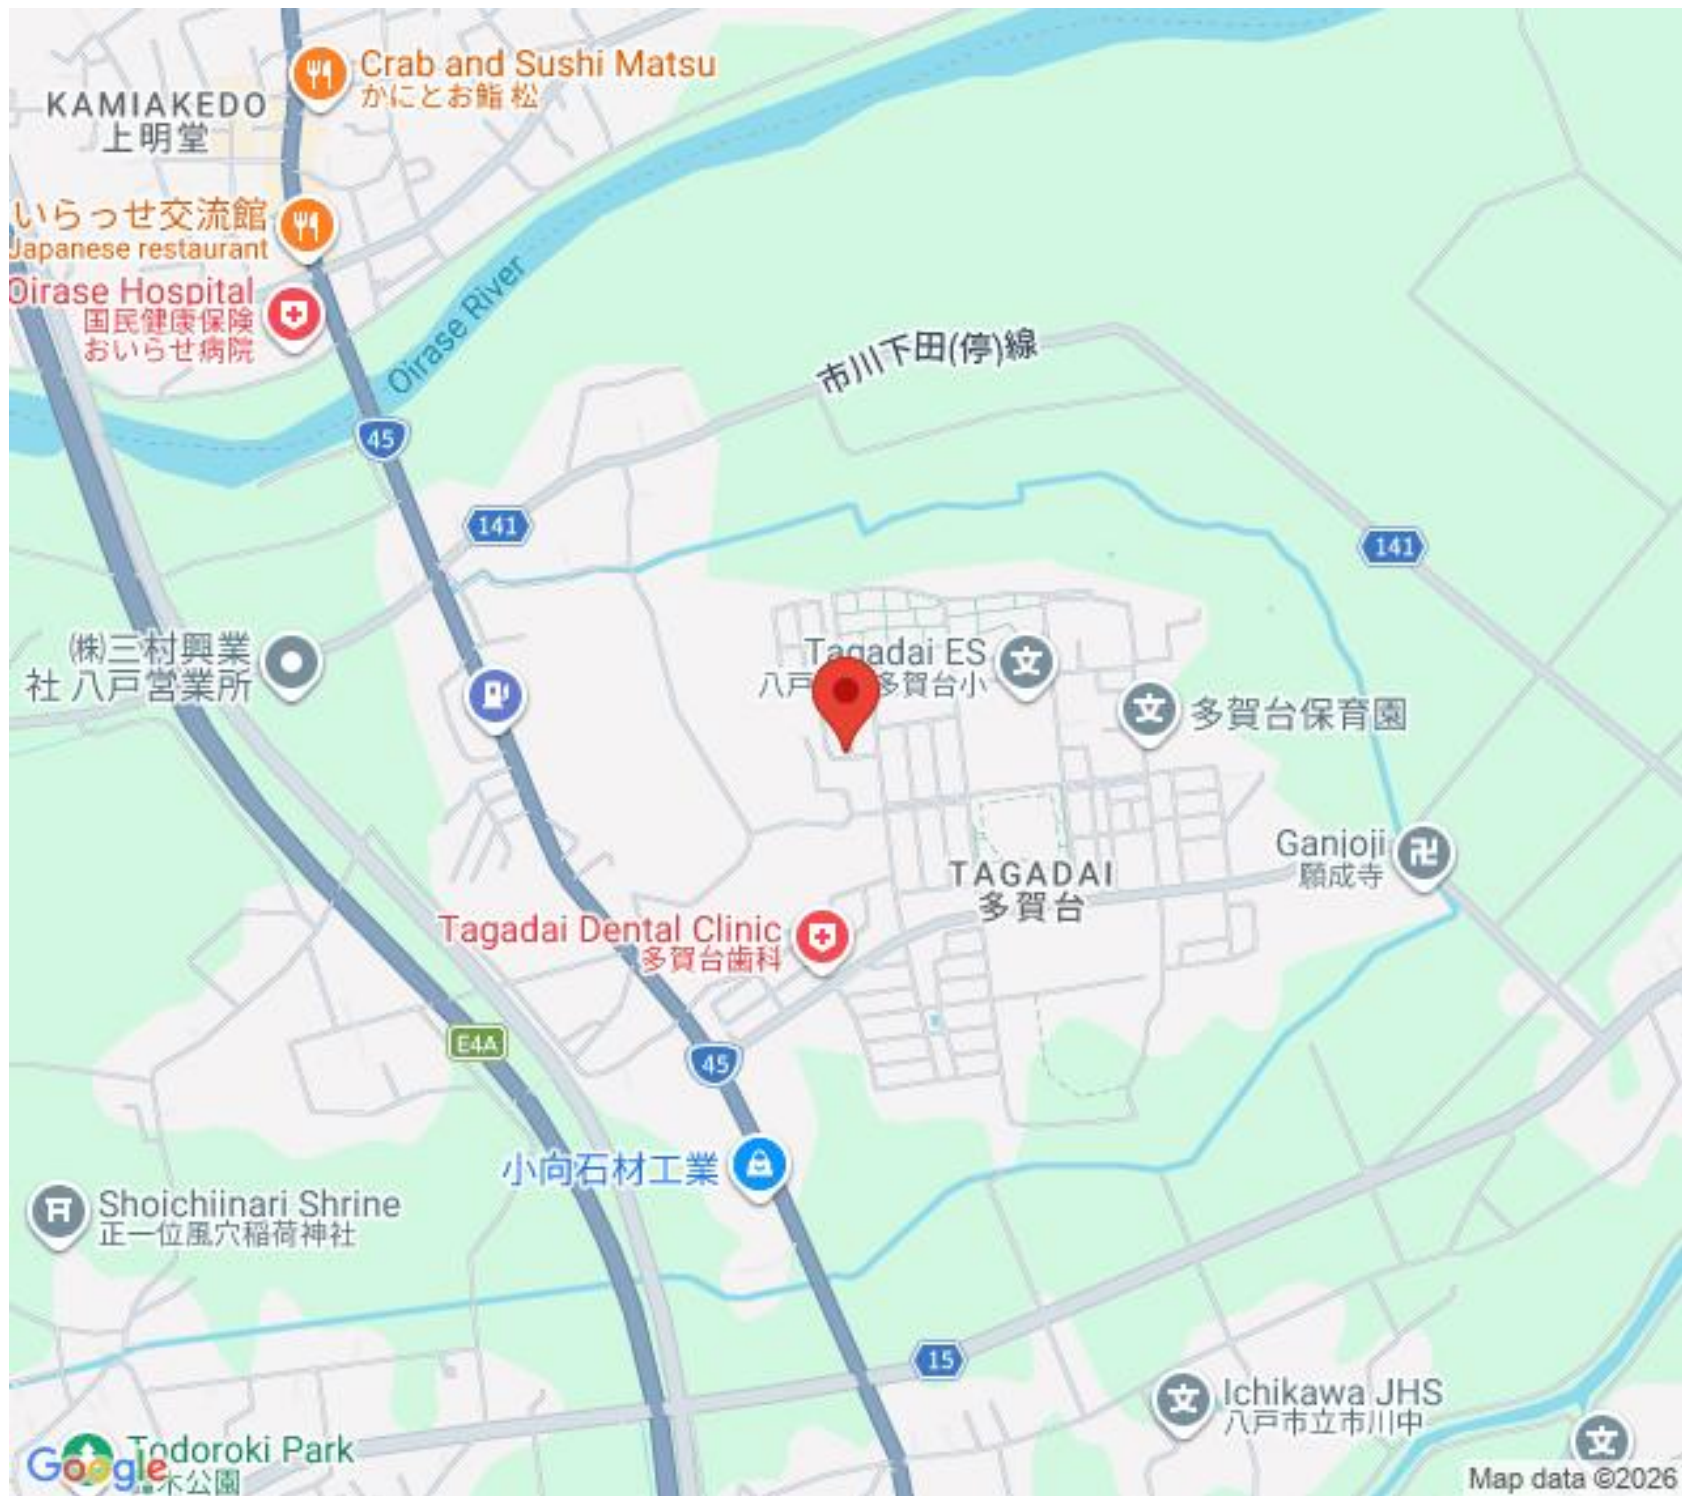 Crab and Sushi Matsu
かにとお鮨 松
KAMIAKEDO
上明堂
いらっせ交流館
Japanese restaurant
Oirase Hospital
国民健康保険
おいらせ病院
Oirase River
市川下田(停)線
45
141
141
㈱三村興業
社 八戸営業所
Tagadai ES
八戸 多賀台小
多賀台保育園
Ganjoji
願成寺
TAGADAI
多賀台
Tagadai Dental Clinic
多賀台歯科
E4A
45
小向石材工業
Shoichiinari Shrine
正一位風穴稲荷神社
15
Ichikawa JHS
八戸市立市川中
Todoroki Park
木公園
Google
Map data ©2026